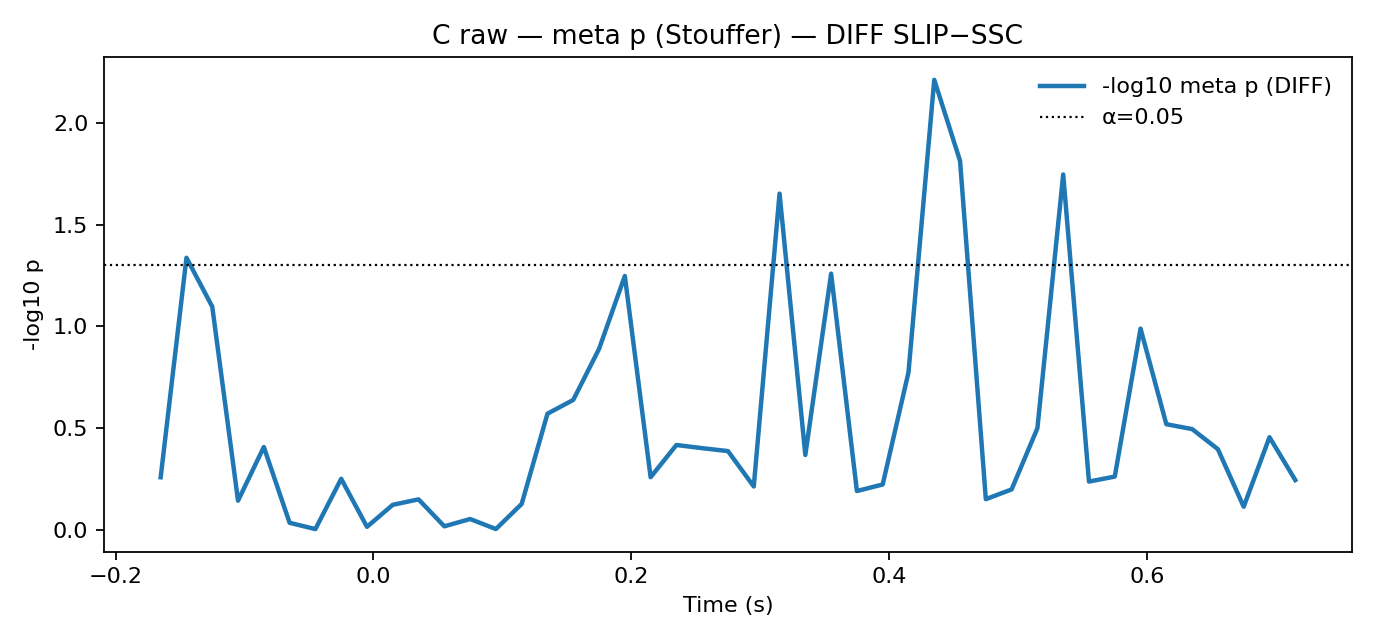 C raw — meta p (Stouffer) — DIFF SLIP−SSC
-log10 meta p (DIFF)
α=0.05
-log10 p
2.0
1.5
1.0
0.5
0.0
−0.2
0.0
0.2
0.4
0.6
Time (s)